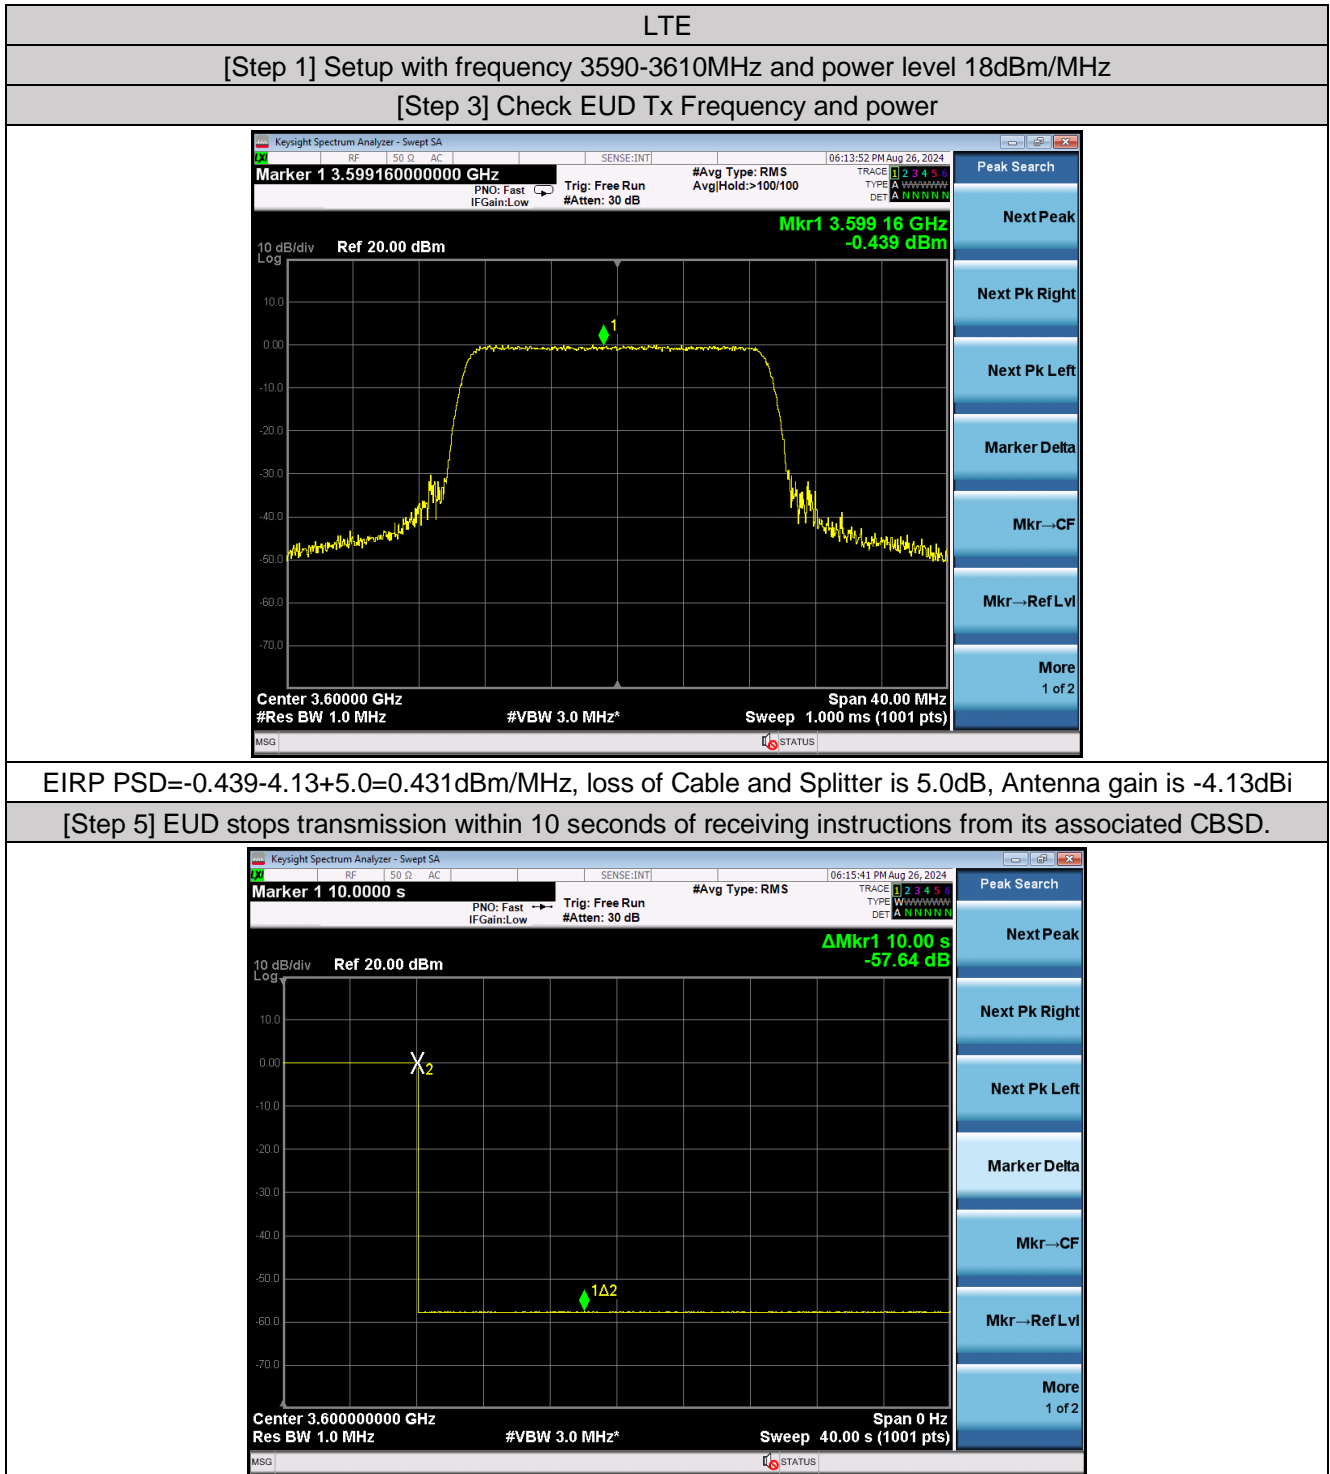 LTE
[Step 1] Setup with frequency 3590-3610MHz and power level 18dBm/MHz
[Step 3] Check EUD Tx Frequency and power
Keysight Spectrum Analyzer - Swept SA
LXI RF 50 Ω AC SENSE:INT 06:13:52 PM Aug 26, 2024
Marker 1 3.599160000000 GHz
PNO: Fast
IFGain:Low
Trig: Free Run
#Atten: 30 dB
#Avg Type: RMS
Avg|Hold:>100/100
TRACE 1 2 3 4 5 6
TYPE A WWWWW
DET A N N N N N
Mkr1 3.599 16 GHz
-0.439 dBm
10 dB/div Ref 20.00 dBm
Log
10.0
0.00
-10.0
-20.0
-30.0
-40.0
-50.0
-60.0
-70.0
1
Center 3.60000 GHz Span 40.00 MHz
#Res BW 1.0 MHz #VBW 3.0 MHz* Sweep 1.000 ms (1001 pts)
MSG STATUS
Peak Search
Next Peak
Next Pk Right
Next Pk Left
Marker Delta
Mkr→CF
Mkr→Ref Lvl
More
1 of 2
EIRP PSD=-0.439-4.13+5.0=0.431dBm/MHz, loss of Cable and Splitter is 5.0dB, Antenna gain is -4.13dBi
[Step 5] EUD stops transmission within 10 seconds of receiving instructions from its associated CBSD.
Keysight Spectrum Analyzer - Swept SA
LXI RF 50 Ω AC SENSE:INT 06:15:41 PM Aug 26, 2024
Marker 1 10.0000 s
PNO: Fast
IFGain:Low
Trig: Free Run
#Atten: 30 dB
#Avg Type: RMS
TRACE 1 2 3 4 5 6
TYPE WWWWWW
DET A N N N N N
ΔMkr1 10.00 s
-57.64 dB
10 dB/div Ref 20.00 dBm
Log
10.0
0.00
-10.0
-20.0
-30.0
-40.0
-50.0
-60.0
-70.0
2
1Δ2
Center 3.600000000 GHz Span 0 Hz
Res BW 1.0 MHz #VBW 3.0 MHz* Sweep 40.00 s (1001 pts)
MSG STATUS
Peak Search
Next Peak
Next Pk Right
Next Pk Left
Marker Delta
Mkr→CF
Mkr→Ref Lvl
More
1 of 2